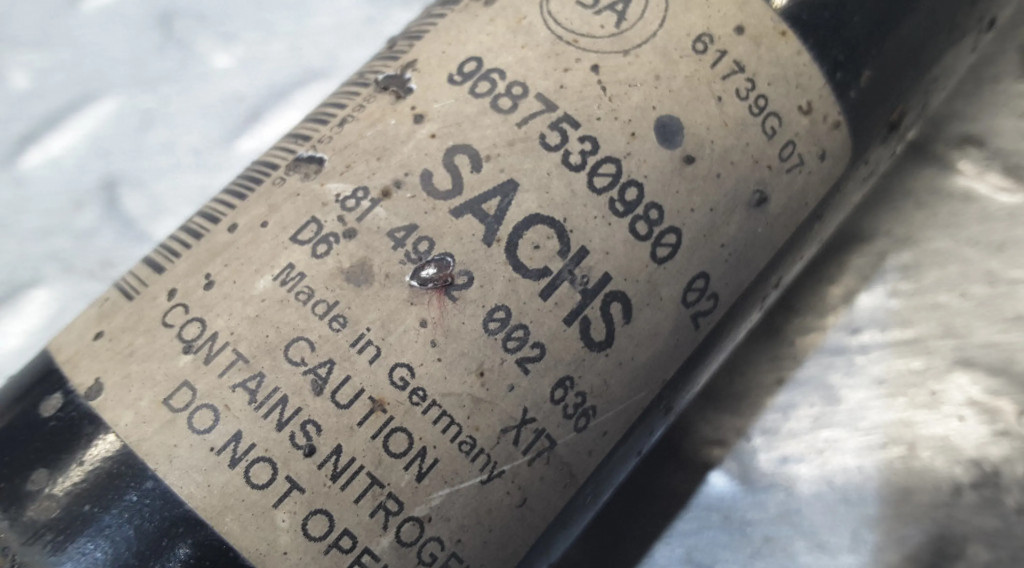 SA
61739G 07
9687530980 02
SACHS
81 002 636
D6 X17
Made in Germany
CAUTION
CONTAINS NITROGE
DO NOT OPE